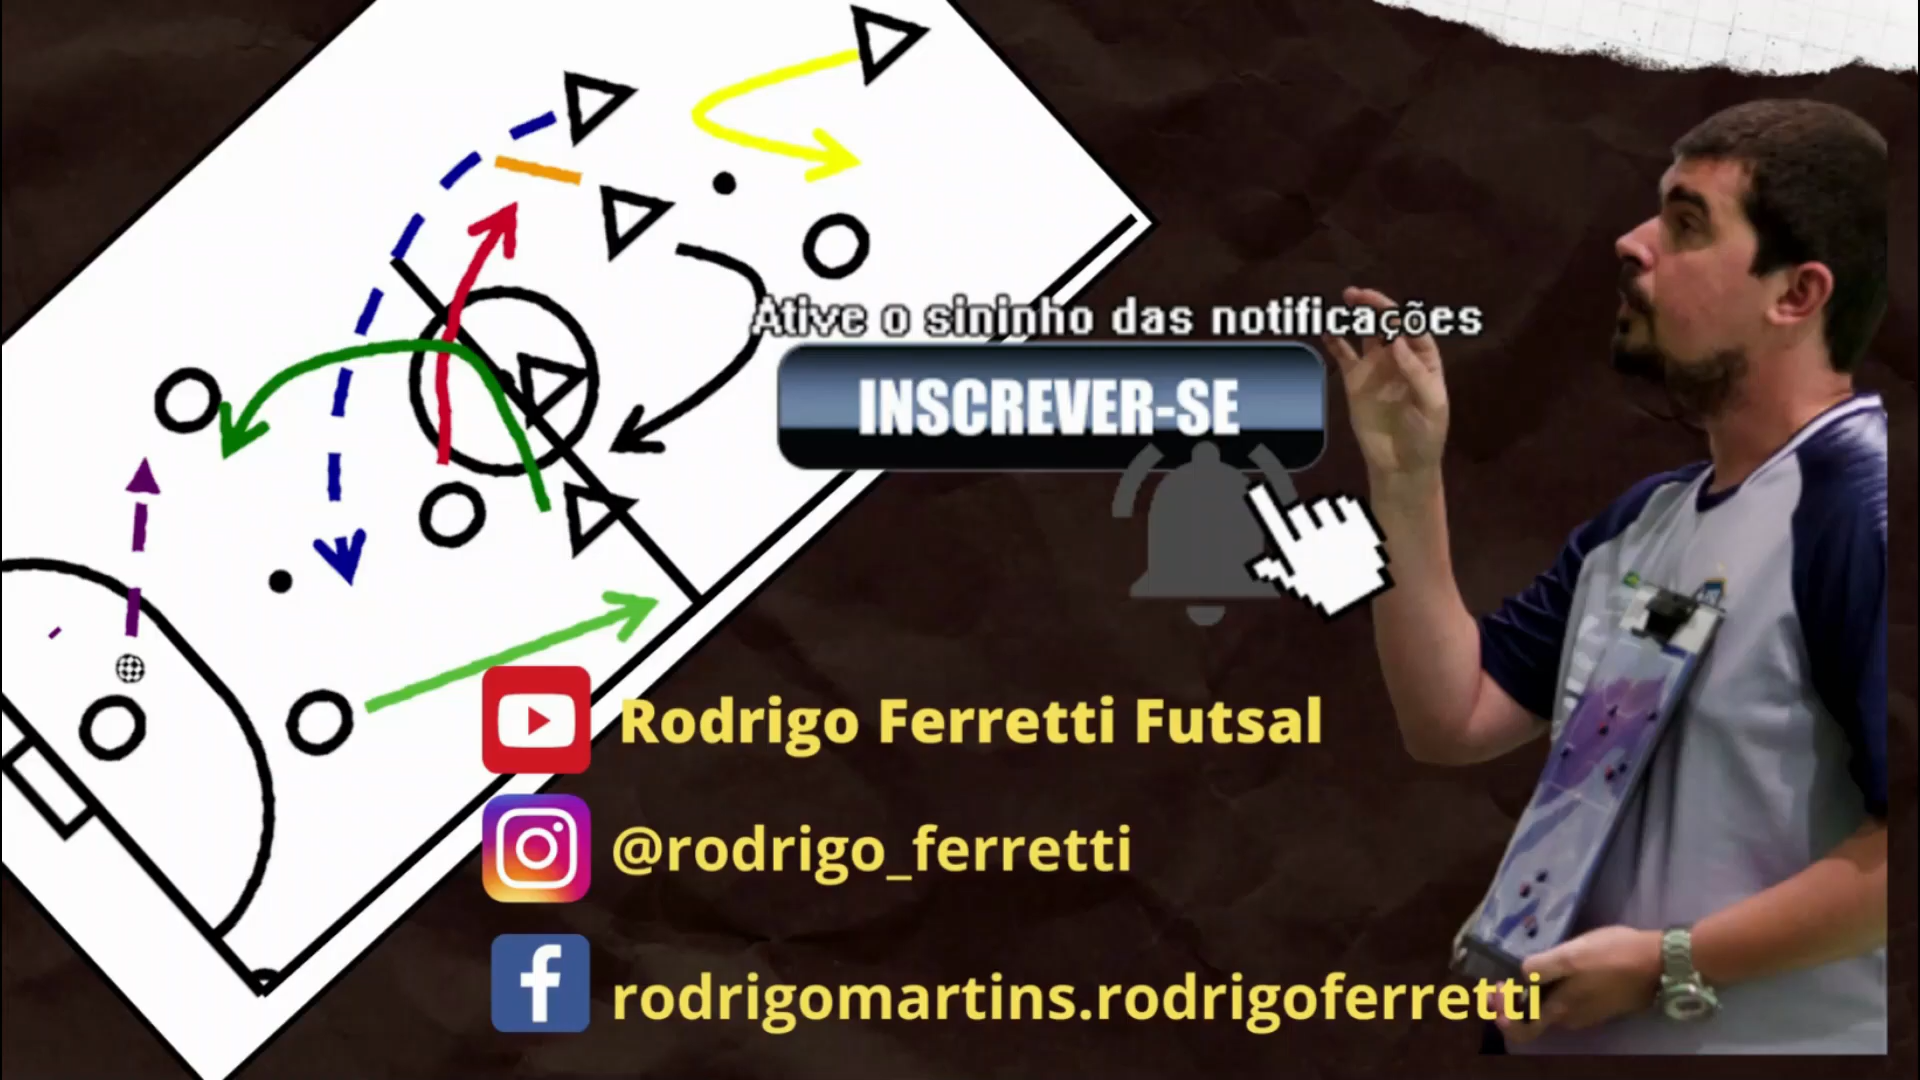 Ative o sininho das notificações
INSCREVER-SE
Rodrigo Ferretti Futsal
@rodrigo_ferretti
rodrigomartins.rodrigoferretti